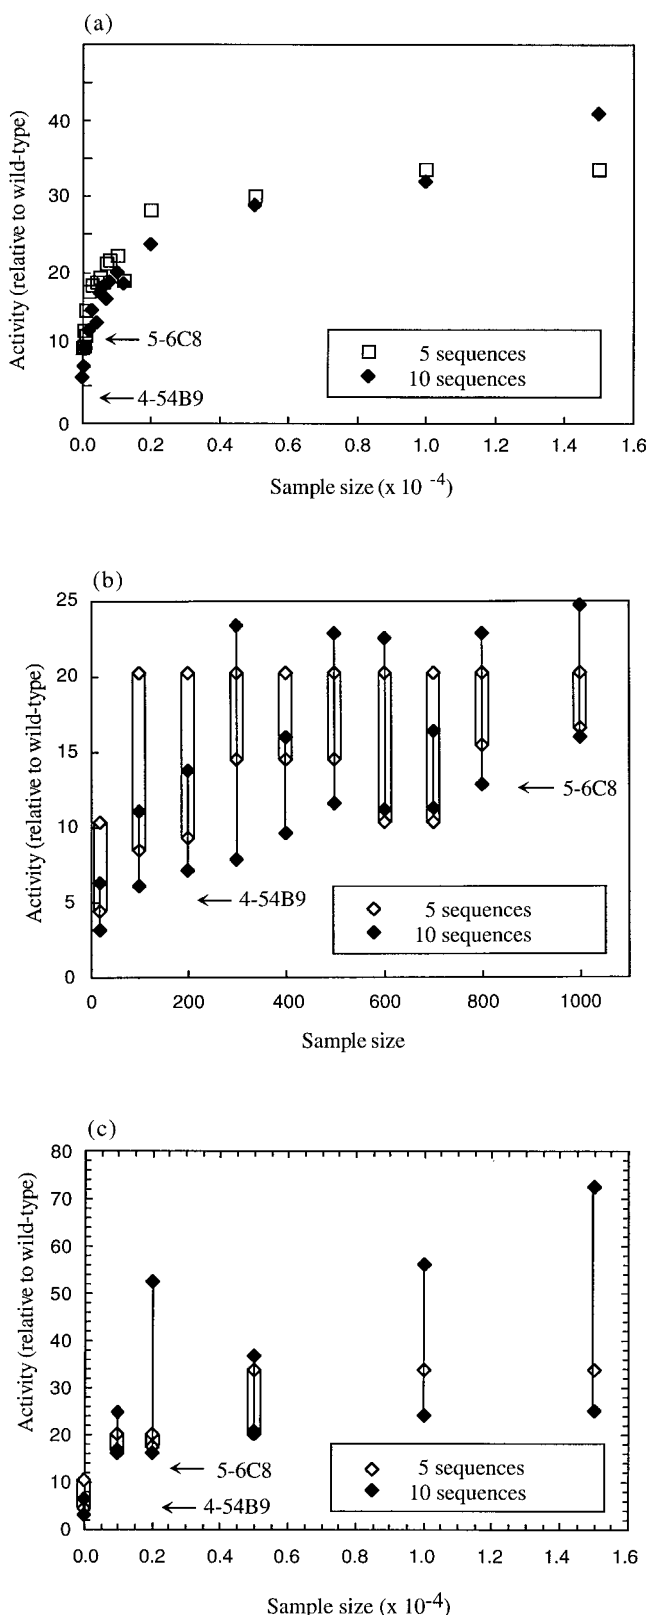 (a)
Activity (relative to wild-type)
40
30
20
10
0
5-6C8
4-54B9
5 sequences
10 sequences
0.0 0.2 0.4 0.6 0.8 1.0 1.2 1.4 1.6
Sample size (x 10 -4)
(b)
Activity (relative to wild-type)
25
20
15
10
5
0
5-6C8
4-54B9
5 sequences
10 sequences
0 200 400 600 800 1000
Sample size
(c)
Activity (relative to wild-type)
80
70
60
50
40
30
20
10
0
5-6C8
4-54B9
5 sequences
10 sequences
0.0 0.2 0.4 0.6 0.8 1.0 1.2 1.4 1.6
Sample size (x 10-4)